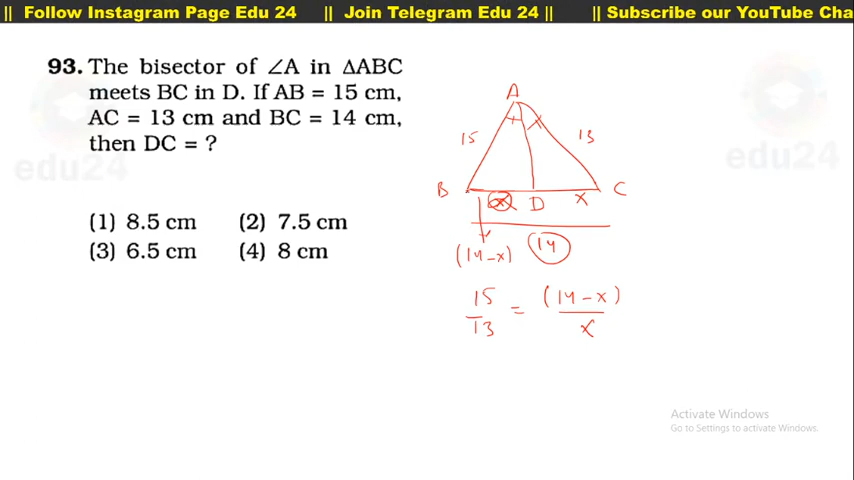 || Follow Instagram Page Edu 24 || Join Telegram Edu 24 || || Subscribe our YouTube Cha
93. The bisector of ∠A in ΔABC
meets BC in D. If AB = 15 cm,
AC = 13 cm and BC = 14 cm,
then DC = ?
(1) 8.5 cm (2) 7.5 cm
(3) 6.5 cm (4) 8 cm
A
15 13
B D x C
(14-x) 14
15/13 = (14-x)/x
edu24
edu24
Activate Windows
Go to Settings to activate Windows.